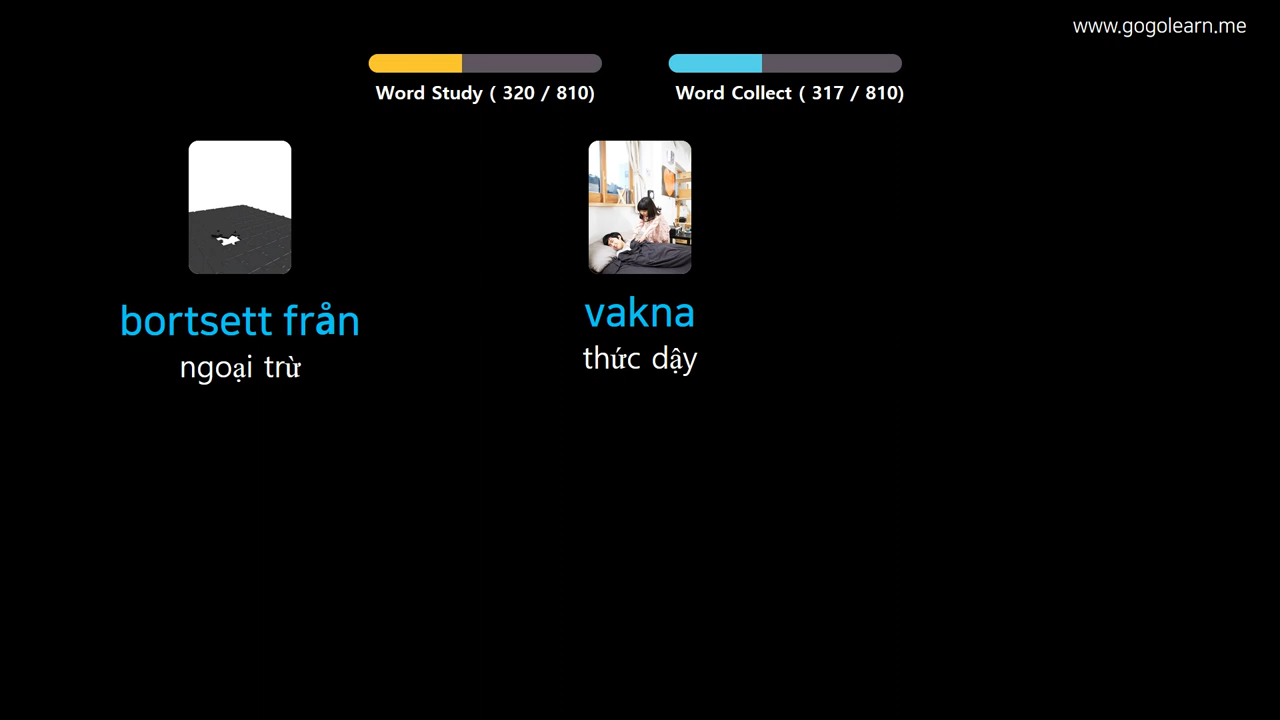 www.gogolearn.me
Word Study ( 320 / 810)
Word Collect ( 317 / 810)
bortsett från
ngoại trừ
vakna
thức dậy